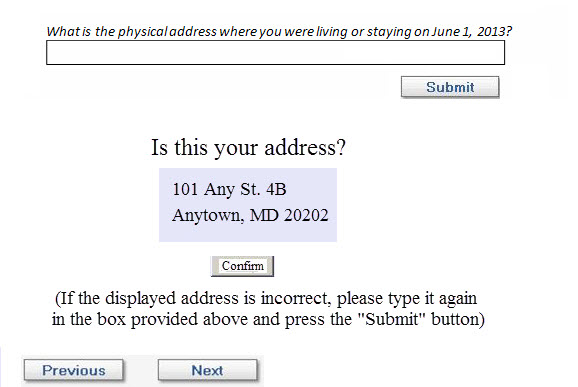 What is the physical address where you were living or staying on June 1, 2013?
Submit
Is this your address?
101 Any St. 4B
Anytown, MD 20202
Confirm
(If the displayed address is incorrect, please type it again
in the box provided above and press the "Submit" button)
Previous
Next